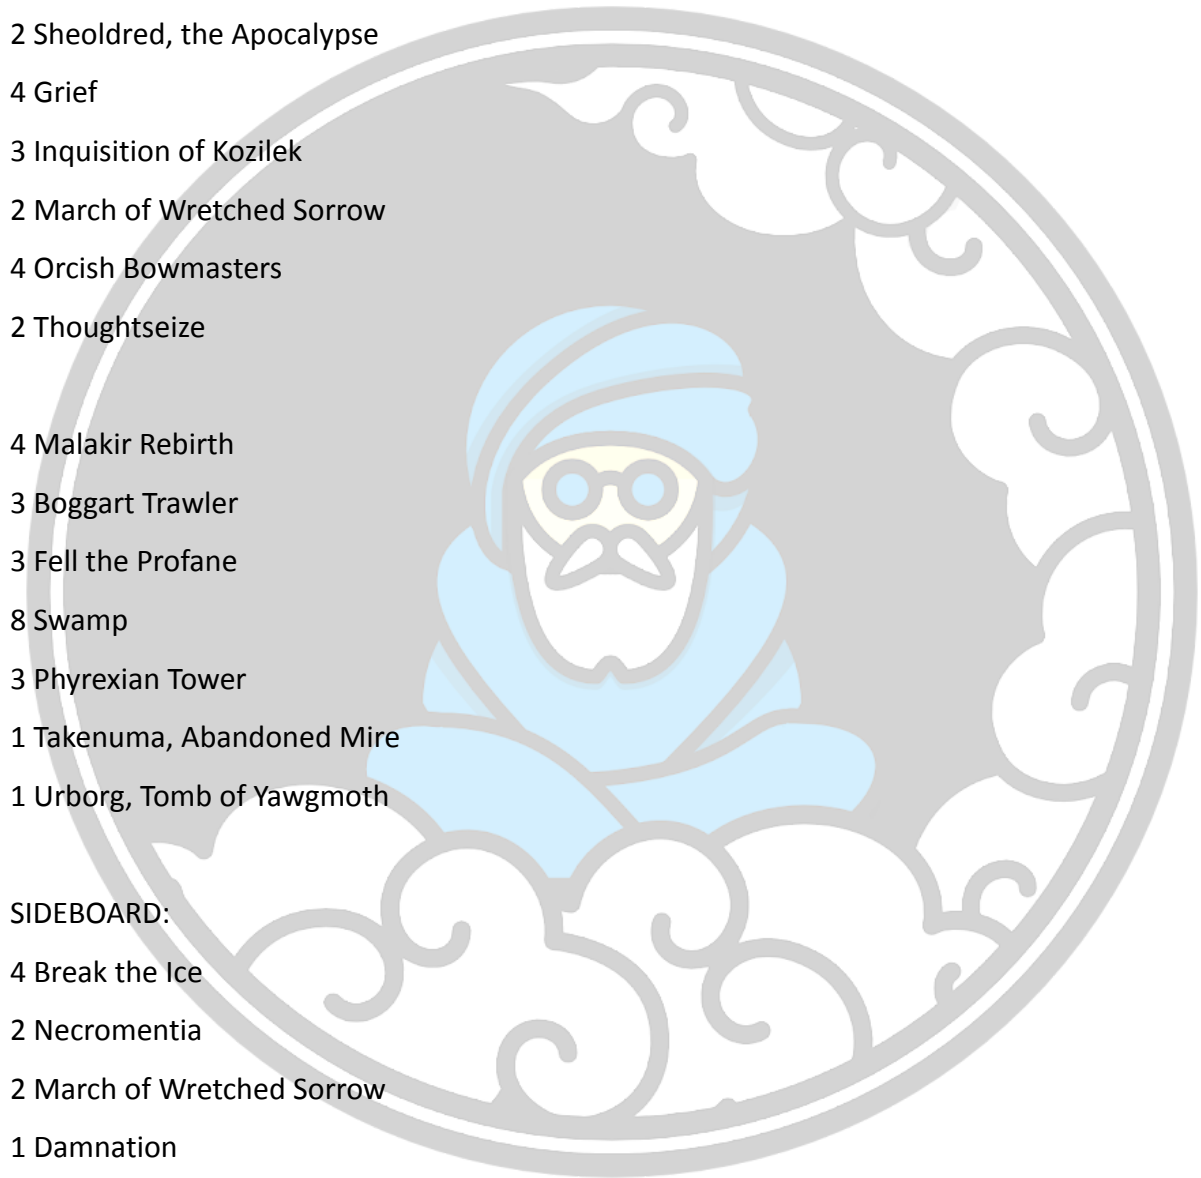 2 Sheoldred, the Apocalypse
4 Grief
3 Inquisition of Kozilek
2 March of Wretched Sorrow
4 Orcish Bowmasters
2 Thoughtseize
4 Malakir Rebirth
3 Boggart Trawler
3 Fell the Profane
8 Swamp
3 Phyrexian Tower
1 Takenuma, Abandoned Mire
1 Urborg, Tomb of Yawgmoth
SIDEBOARD:
4 Break the Ice
2 Necromentia
2 March of Wretched Sorrow
1 Damnation